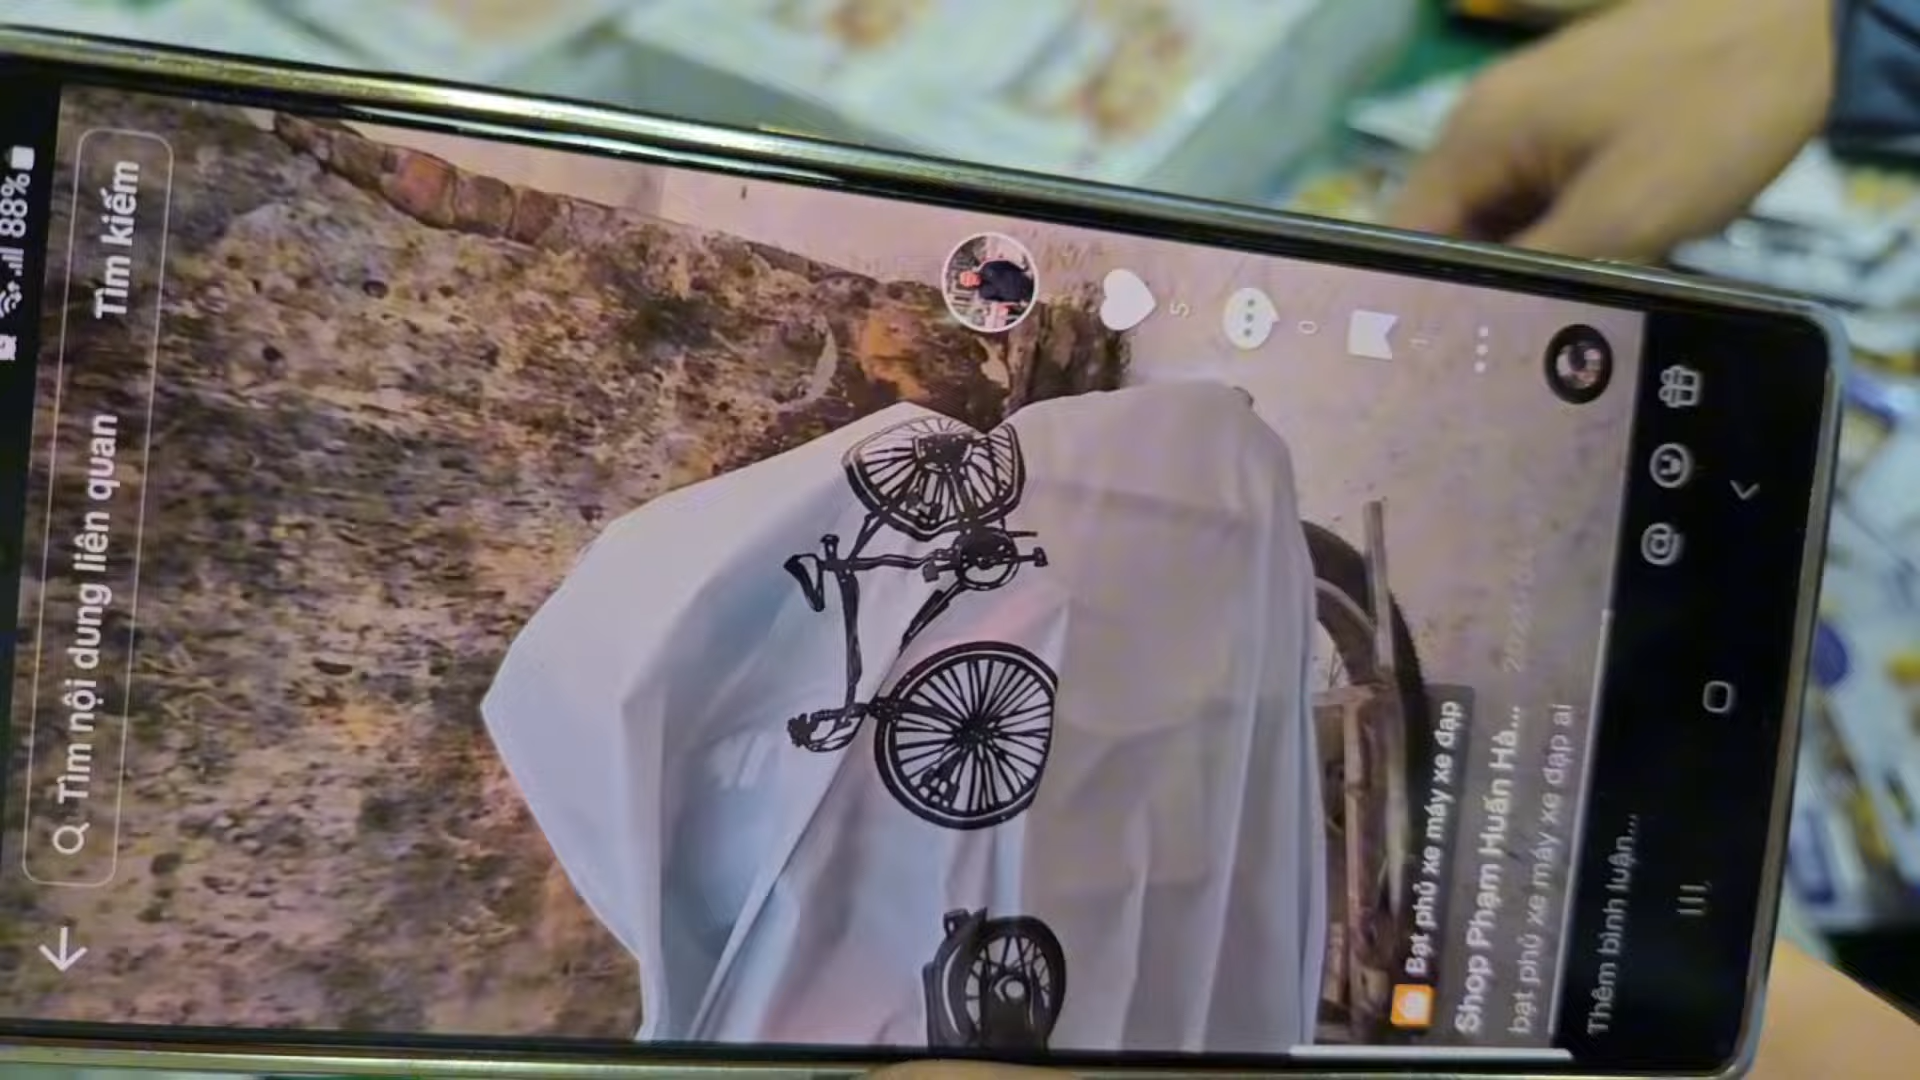 88%
Tìm nội dung liên quan Tìm kiếm
5
0
Bạt phủ xe máy xe đạp
Shop Phạm Huấn Hà...
bạt phủ xe máy xe đạp ai
Thêm bình luận...